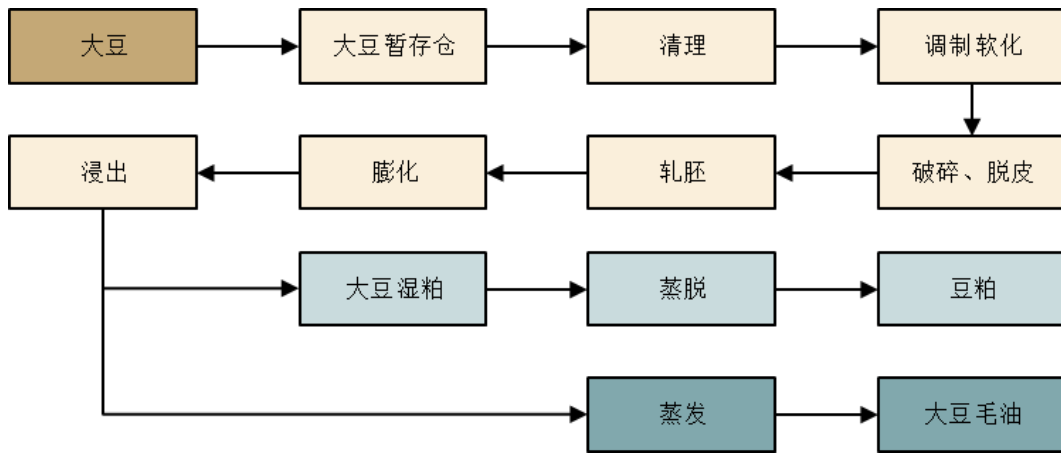 大豆
大豆暂存仓
清理
调制软化
浸出
膨化
轧胚
破碎、脱皮
大豆湿粕
蒸脱
豆粕
蒸发
大豆毛油